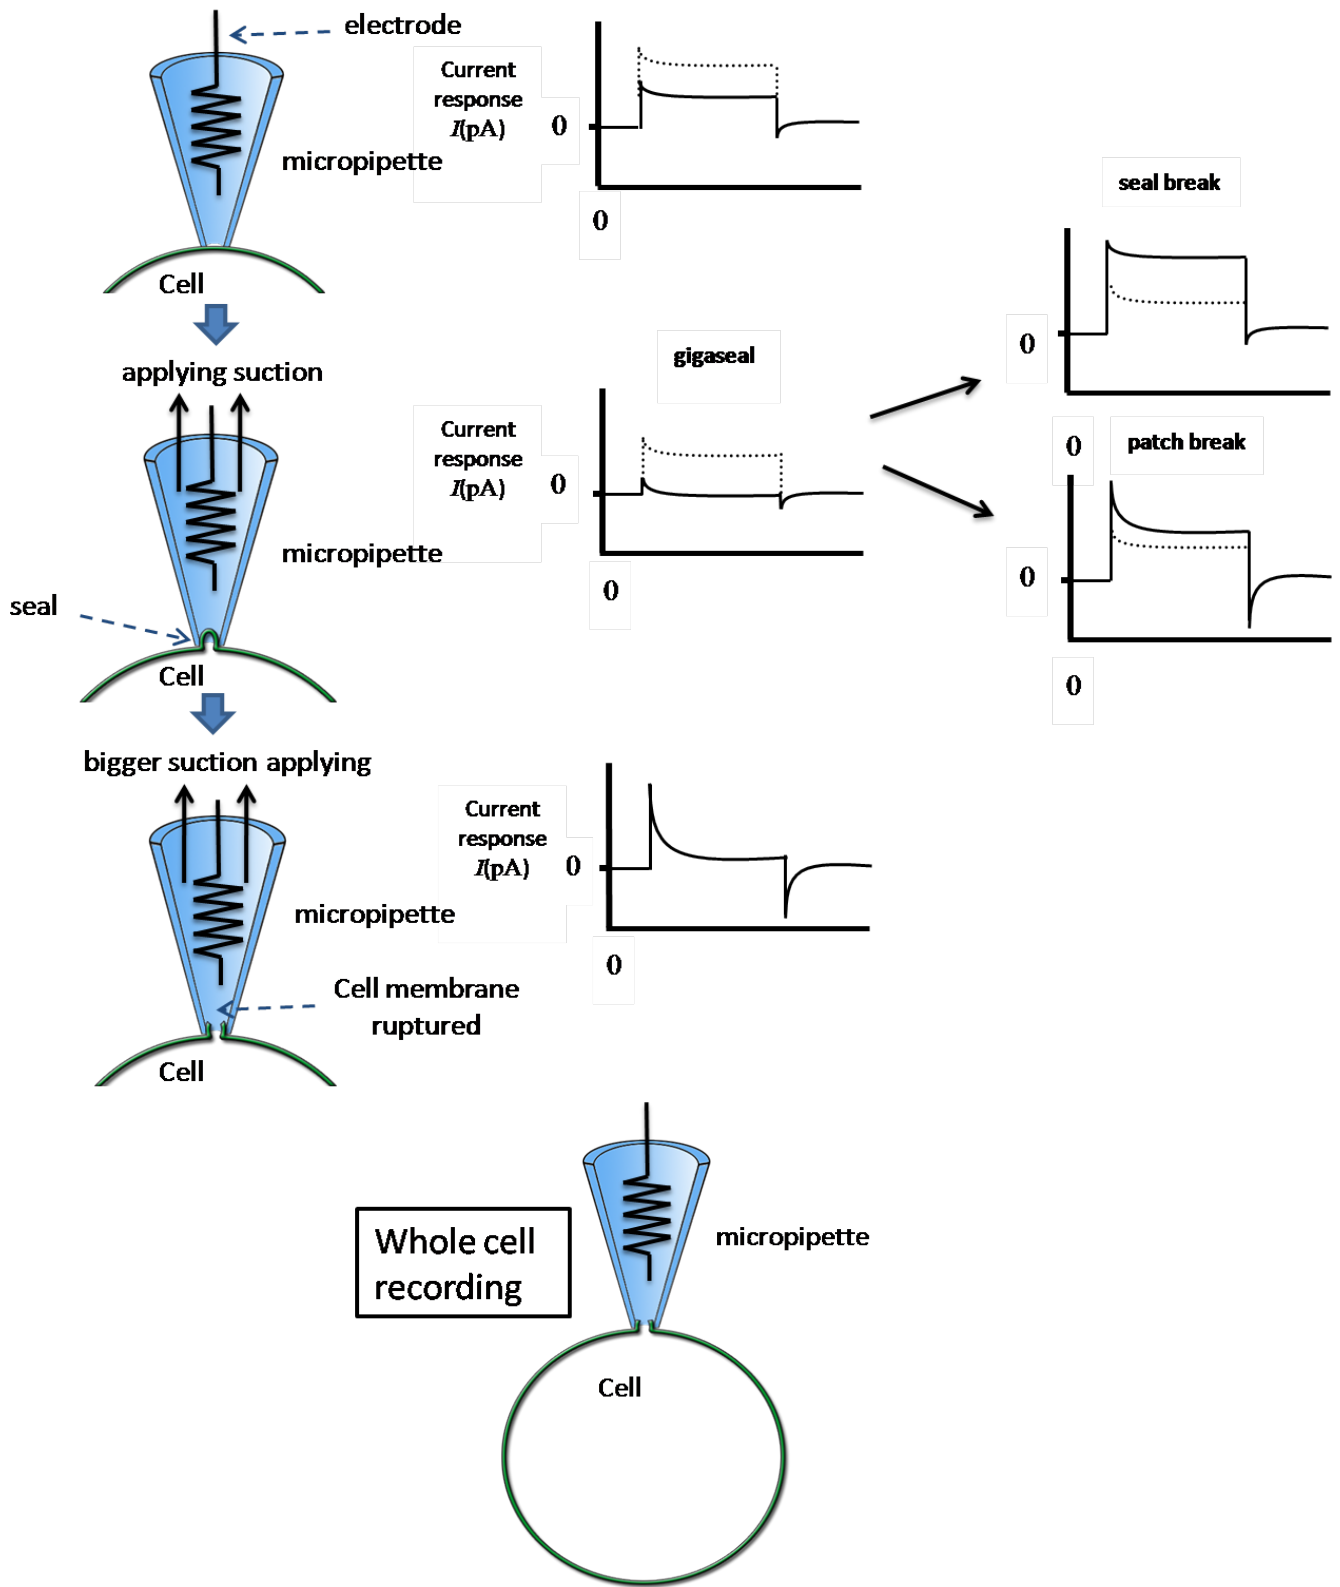 electrode
Current
response
I(pA)
0
micropipette
0
Cell
seal break
0
applying suction
gigaseal
Current
response
I(pA)
0
0
patch break
micropipette
0
0
seal
Cell
0
bigger suction applying
Current
response
I(pA)
0
micropipette
0
Cell membrane
ruptured
Cell
Whole cell
recording
micropipette
Cell